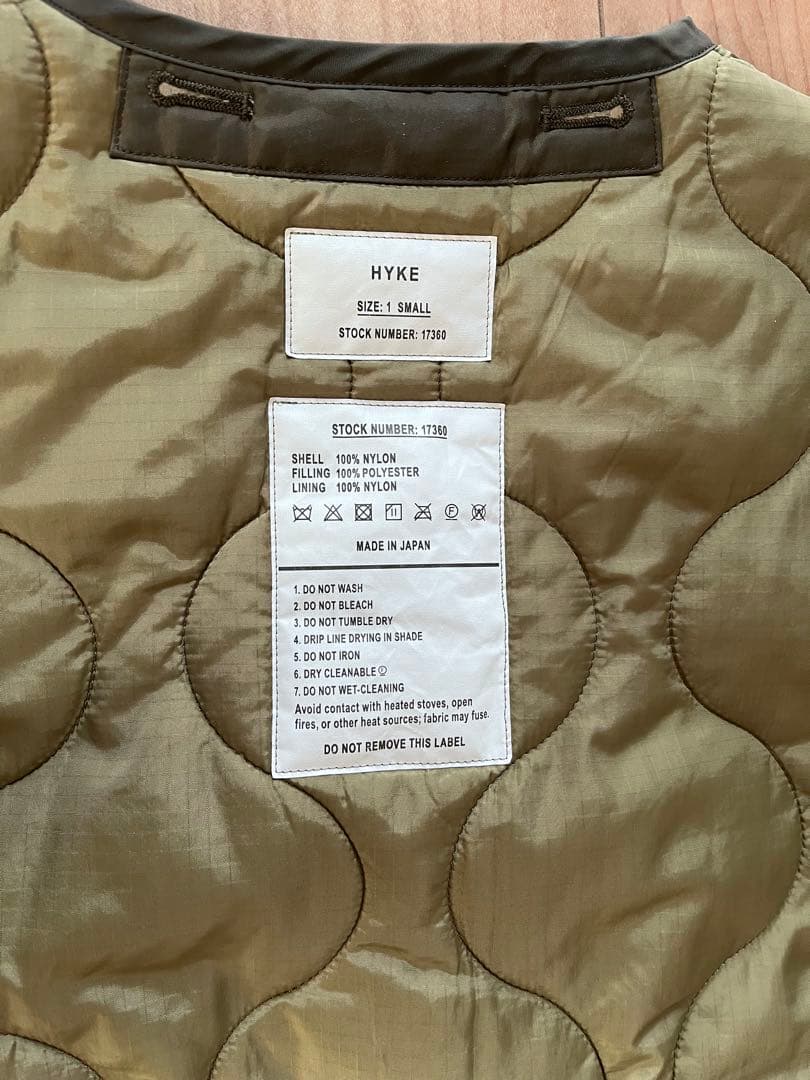 HYKE
SIZE: 1 SMALL
STOCK NUMBER: 17360
STOCK NUMBER: 17360
SHELL 100% NYLON
FILLING 100% POLYESTER
LINING 100% NYLON
MADE IN JAPAN
1. DO NOT WASH
2. DO NOT BLEACH
3. DO NOT TUMBLE DRY
4. DRIP LINE DRYING IN SHADE
5. DO NOT IRON
6. DRY CLEANABLE Ⓕ
7. DO NOT WET-CLEANING
Avoid contact with heated stoves, open
fires, or other heat sources; fabric may fuse.
DO NOT REMOVE THIS LABEL